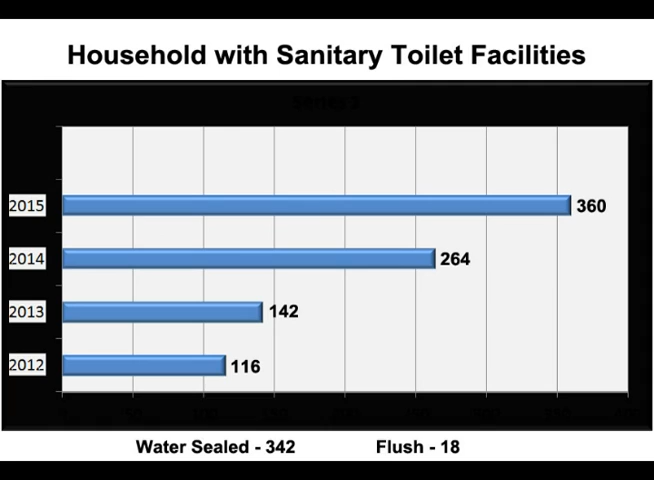 Household with Sanitary Toilet Facilities
2015 360
2014 264
2013 142
2012 116
Water Sealed - 342 Flush - 18